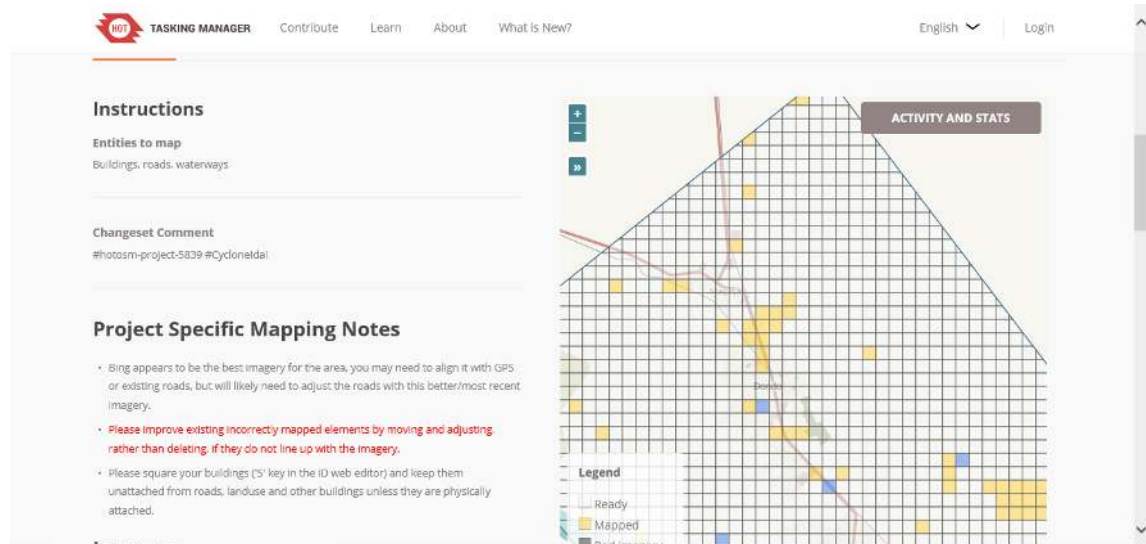 HOT TASKING MANAGER Contribute Learn About What is New? English Login
Instructions
Entities to map
Buildings, roads, waterways
Changeset Comment
#hotosm-project-5839 #CycloneIdai
Project Specific Mapping Notes
• Bing appears to be the best imagery for the area, you may need to align it with GPS
or existing roads, but will likely need to adjust the roads with this better/most recent
imagery.
• Please improve existing incorrectly mapped elements by moving and adjusting,
rather than deleting, if they do not line up with the imagery.
• Please square your buildings ('S' key in the iD web editor) and keep them
unattached from roads, landuse and other buildings unless they are physically
attached.
+
−
»
ACTIVITY AND STATS
Dondo
Legend
Ready
Mapped